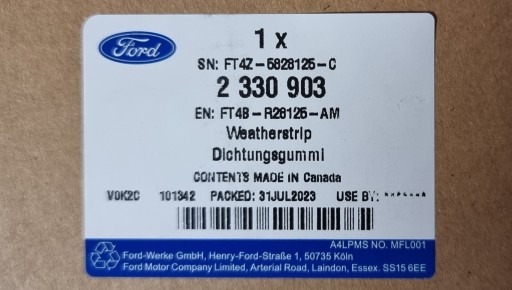 Ford
1 x
SN: FT4Z-5828125-C
2 330 903
EN: FT4B-R28125-AM
Weatherstrip
Dichtungsgummi
CONTENTS MADE IN Canada
V0K2C 101342 PACKED: 31JUL2023 USE BY: **.*****
A4LPMS NO. MFL001
Ford-Werke GmbH, Henry-Ford-Straße 1, 50735 Köln
Ford Motor Company Limited, Arterial Road, Laindon, Essex. SS15 6EE